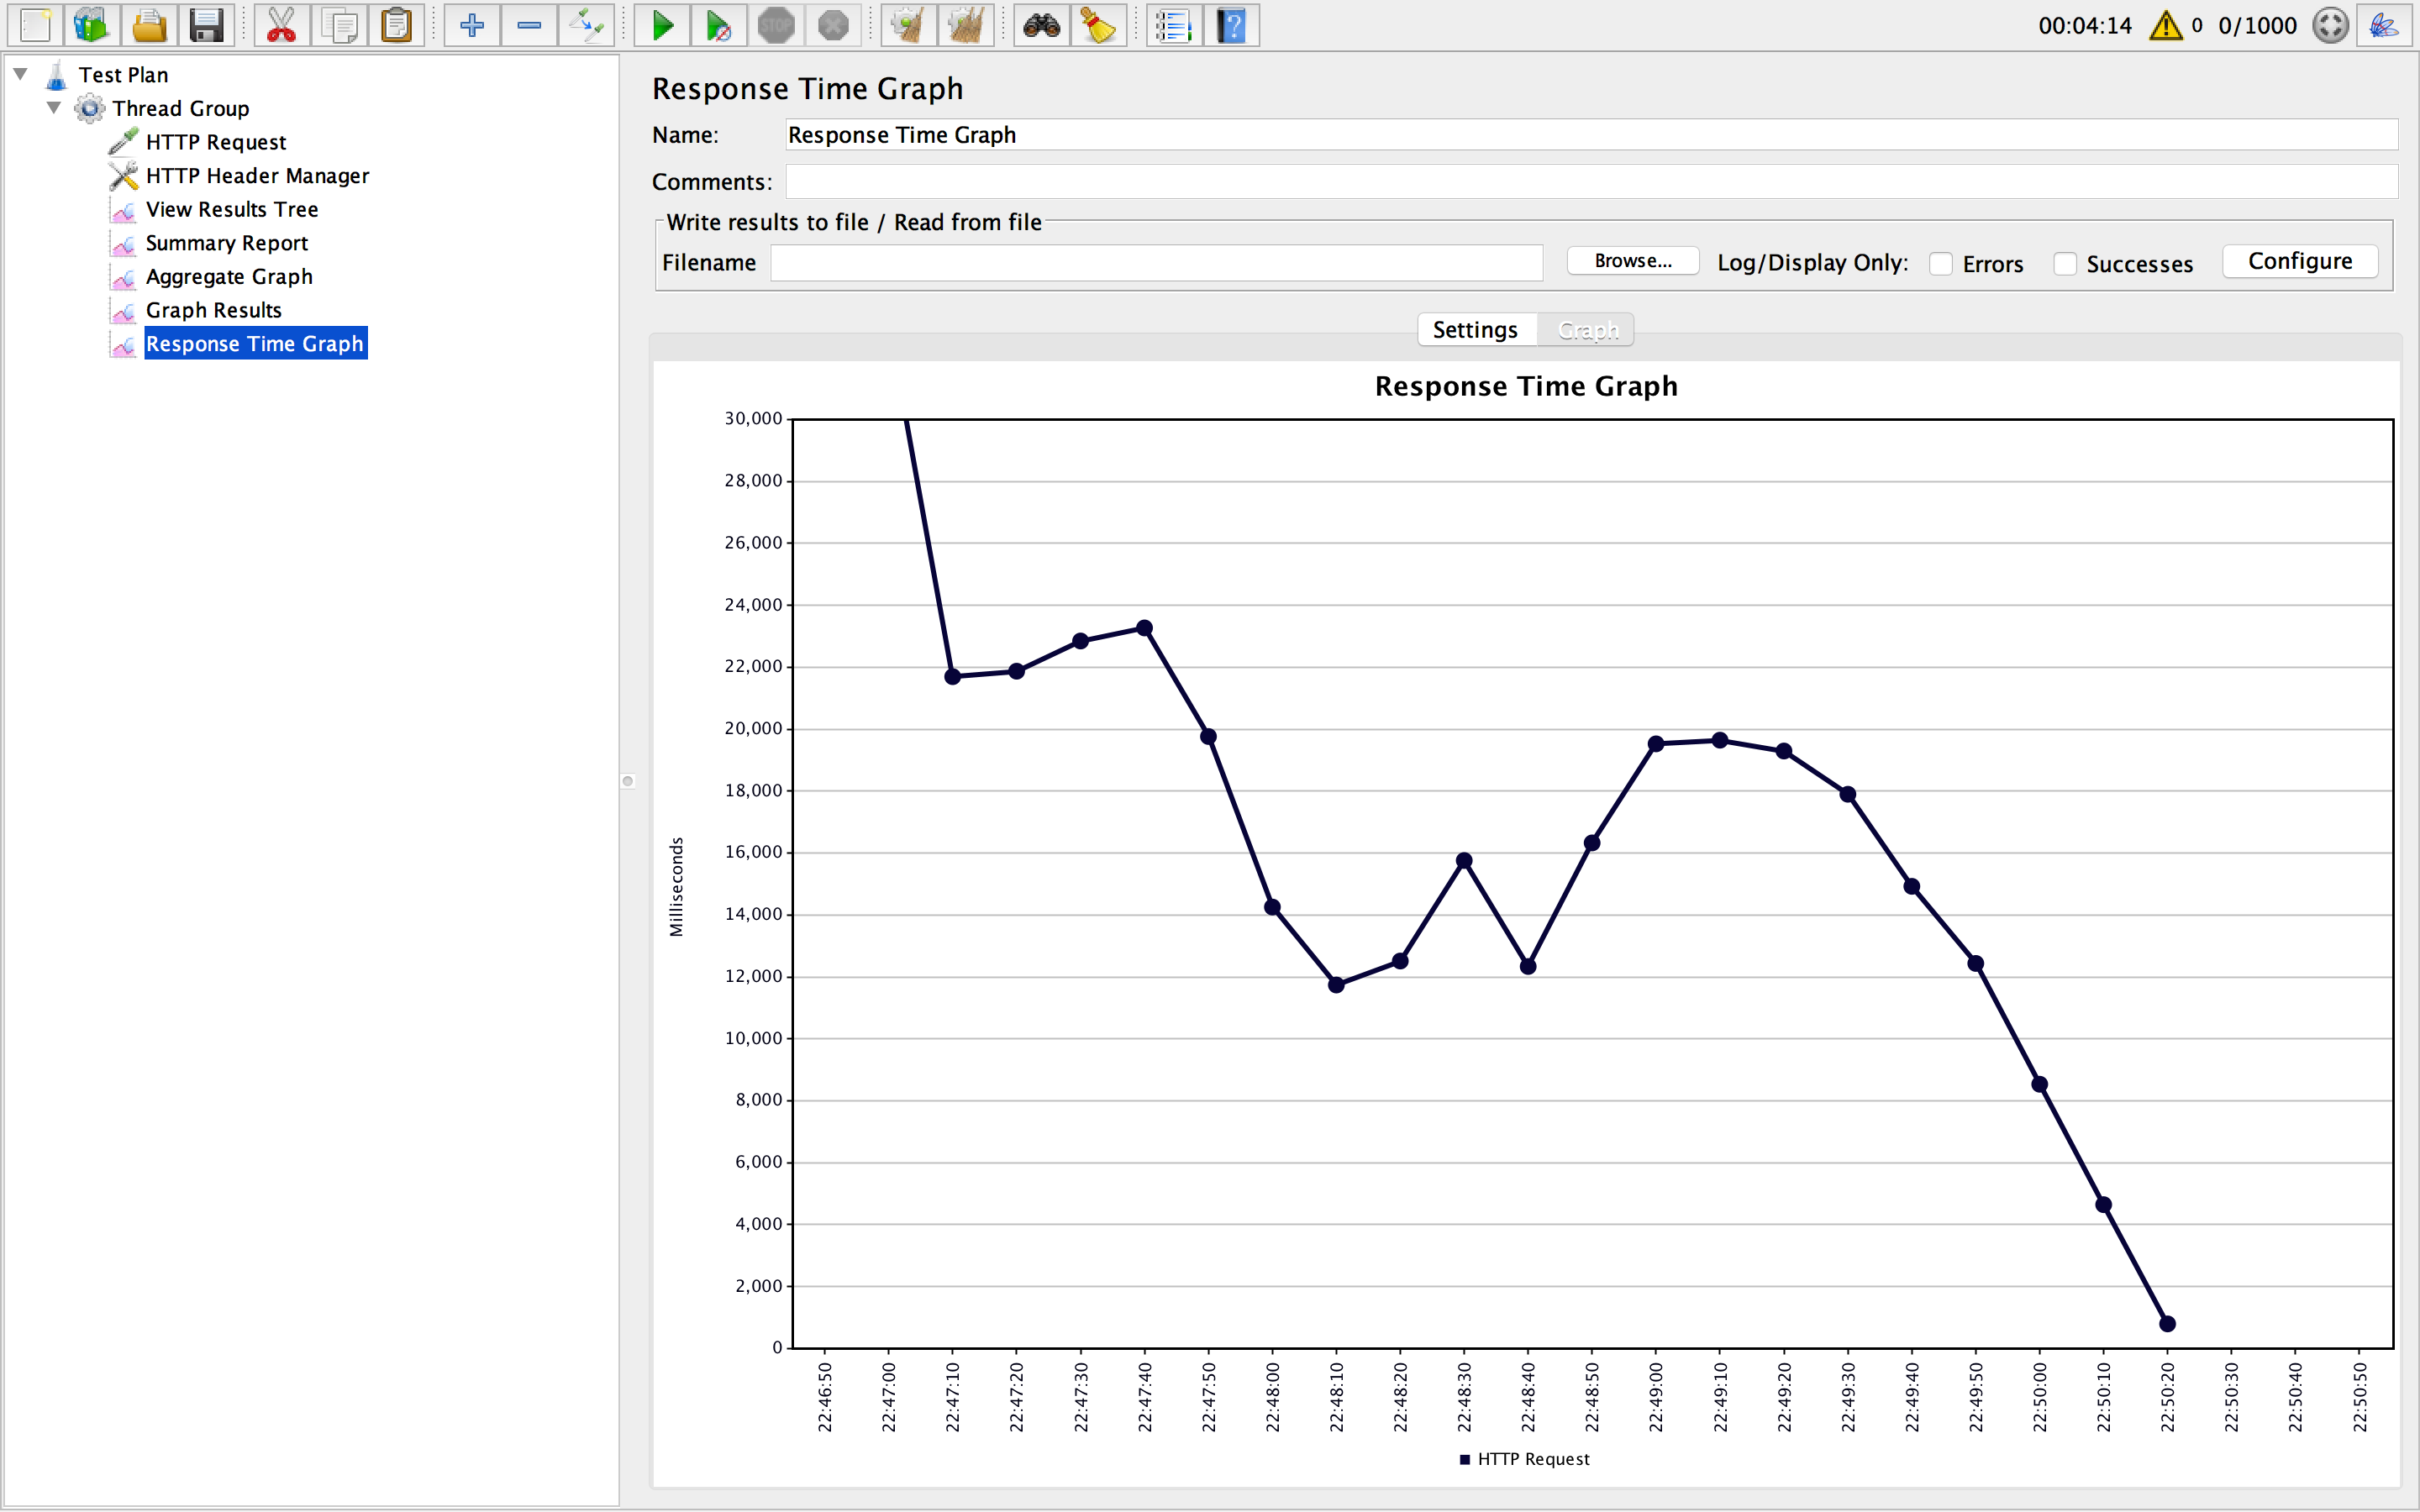 STOP
?
00:04:14 0 0/1000
Test Plan
Thread Group
HTTP Request
HTTP Header Manager
View Results Tree
Summary Report
Aggregate Graph
Graph Results
Response Time Graph
Response Time Graph
Name: Response Time Graph
Comments:
Write results to file / Read from file
Filename Browse... Log/Display Only: Errors Successes Configure
Settings Graph
Response Time Graph
30,000
28,000
26,000
24,000
22,000
20,000
18,000
16,000
14,000
12,000
10,000
8,000
6,000
4,000
2,000
0
Milliseconds
22:46:50
22:47:00
22:47:10
22:47:20
22:47:30
22:47:40
22:47:50
22:48:00
22:48:10
22:48:20
22:48:30
22:48:40
22:48:50
22:49:00
22:49:10
22:49:20
22:49:30
22:49:40
22:49:50
22:50:00
22:50:10
22:50:20
22:50:30
22:50:40
22:50:50
HTTP Request